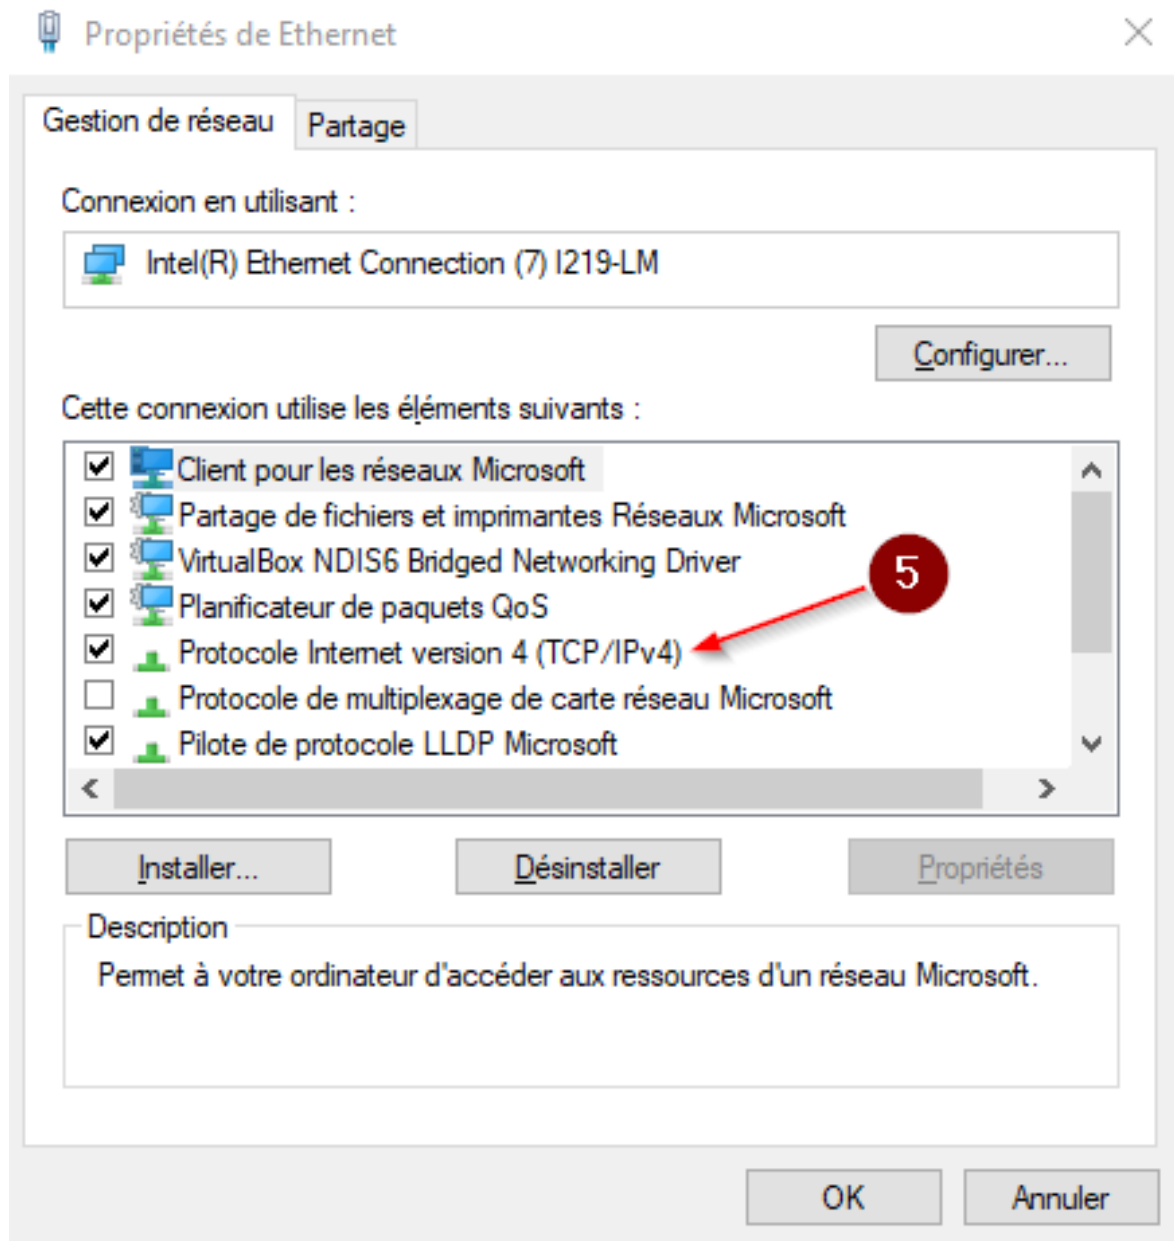 Propriétés de Ethernet
Gestion de réseau
Partage
Connexion en utilisant :
Intel(R) Ethernet Connection (7) I219-LM
Configurer...
Cette connexion utilise les éléments suivants :
Client pour les réseaux Microsoft
Partage de fichiers et imprimantes Réseaux Microsoft
VirtualBox NDIS6 Bridged Networking Driver
5
Planificateur de paquets QoS
Protocole Internet version 4 (TCP/IPv4)
Protocole de multiplexage de carte réseau Microsoft
Pilote de protocole LLDP Microsoft
Installer...
Désinstaller
Propriétés
Description
Permet à votre ordinateur d'accéder aux ressources d'un réseau Microsoft.
OK
Annuler